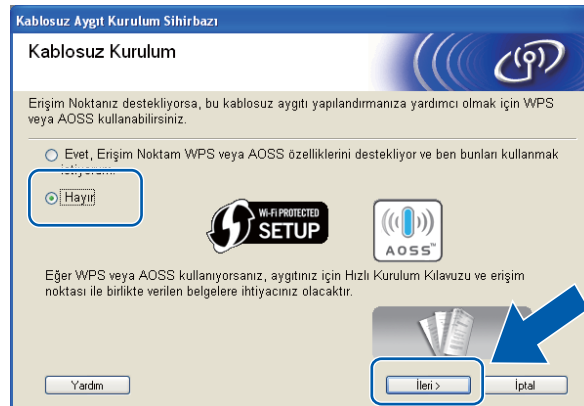 Kablosuz Aygıt Kurulum Sihirbazı
Kablosuz Kurulum
Erişim Noktanız destekliyorsa, bu kablosuz aygıtı yapılandırmanıza yardımcı olmak için WPS
veya AOSS kullanabilirsiniz.
Evet, Erişim Noktam WPS veya AOSS özelliklerini destekliyor ve ben bunları kullanmak
istiyorum.
Hayır
Wi-Fi PROTECTED
SETUP
AOSS™
Eğer WPS veya AOSS kullanıyorsanız, aygıtınız için Hızlı Kurulum Kılavuzu ve erişim
noktası ile birlikte verilen belgelere ihtiyacınız olacaktır.
Yardım
İleri >
İptal